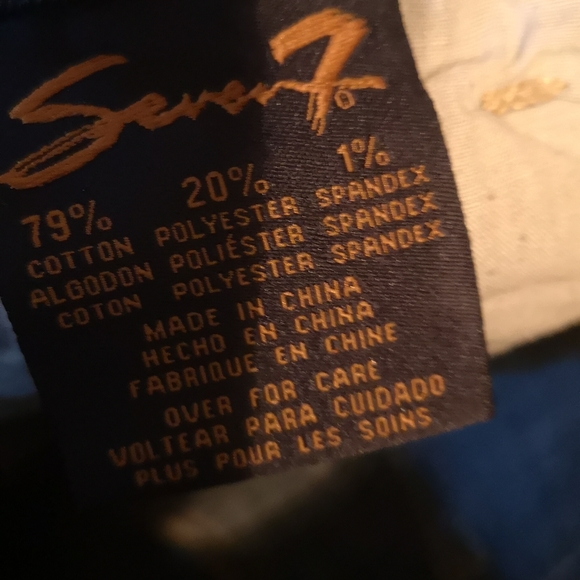 Seven7®
79% 20% 1%
COTTON POLYESTER SPANDEX
ALGODON POLIÉSTER SPANDEX
COTON POLYESTER SPANDEX
MADE IN CHINA
HECHO EN CHINA
FABRIQUE EN CHINE
OVER FOR CARE
VOLTEAR PARA CUIDADO
PLUS POUR LES SOINS